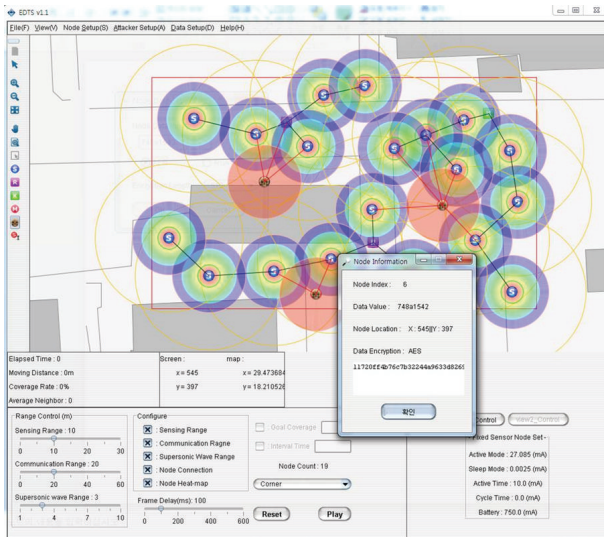 EDTS v1.1
File(F) View(V) Node Setup(S) Attacker Setup(A) Data Setup(D) Help(H)
Node Information
Node Index : 6
Data Value : 748a1542
Node Location : X : 545||Y : 397
Data Encryption : AES
11720ff4b76c7b32244a9633d8269
확인
Elapsed Time : 0
Moving Distance : 0m
Coverage Rate : 0%
Average Neighbor : 0
Screen : map :
x = 545 x = 29.473684
y = 397 y = 18.210526
Range Control (m)
Sensing Range : 10
0 10 20 30
Communication Range : 20
0 20 40 60
Supersonic wave Range : 3
1 4 7 10
Configure
: Sensing Range
: Communication Ragne
: Supersonic Wave Range
: Node Connection
: Node Heat-map
Frame Delay(ms): 100
0 200 400 600
Goal Coverage
Interval Time
Node Count : 19
Corner
Reset Play
Control view2_Control
Fixed Sensor Node Set
Active Mode : 27.085 (mA)
Sleep Mode : 0.0025 (mA)
Active Time : 10.0 (mA)
Cycle Time : 0.0 (mA)
Battery : 750.0 (mA)